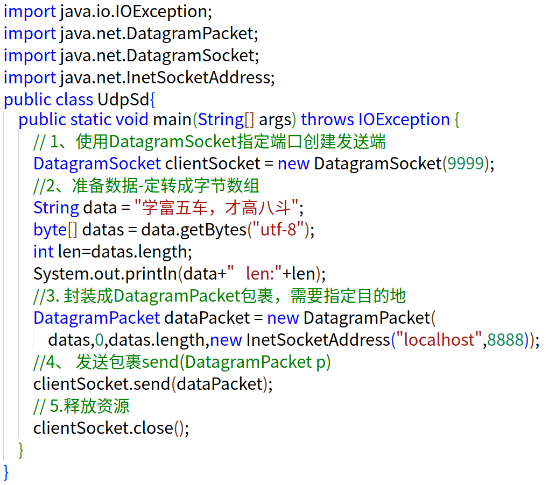 import java.io.IOException;
import java.net.DatagramPacket;
import java.net.DatagramSocket;
import java.net.InetSocketAddress;
public class UdpSd{
public static void main(String[] args) throws IOException {
// 1、使用DatagramSocket指定端口创建发送端
DatagramSocket clientSocket = new DatagramSocket(9999);
//2、准备数据-定转成字节数组
String data = "学富五车，才高八斗";
byte[] datas = data.getBytes("utf-8");
int len=datas.length;
System.out.println(data+"   len:"+len);
//3. 封装成DatagramPacket包裹，需要指定目的地
DatagramPacket dataPacket = new DatagramPacket(
datas,0,datas.length,new InetSocketAddress("localhost",8888));
//4、 发送包裹send(DatagramPacket p)
clientSocket.send(dataPacket);
// 5.释放资源
clientSocket.close();
}
}